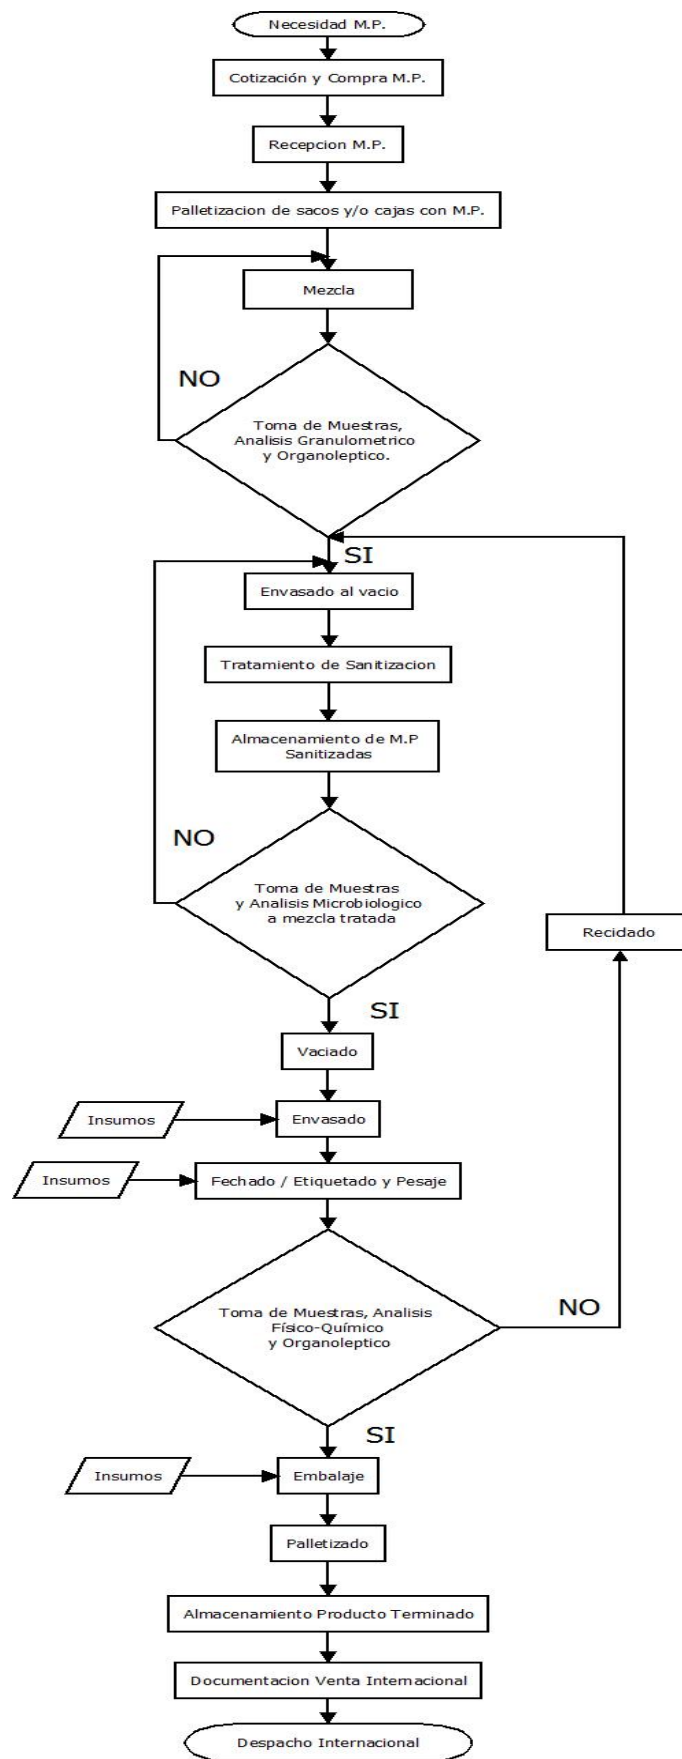 Necesidad M.P.
Cotización y Compra M.P.
Recepcion M.P.
Palletizacion de sacos y/o cajas con M.P.
Mezcla
NO
Toma de Muestras,
Analisis Granulometrico
y Organoleptico.
SI
Envasado al vacio
Tratamiento de Sanitizacion
Almacenamiento de M.P
Sanitizadas
NO
Toma de Muestras
y Analisis Microbiologico
a mezcla tratada
Recidado
SI
Vaciado
Insumos
Envasado
Insumos
Fechado / Etiquetado y Pesaje
Toma de Muestras, Analisis
Físico-Químico
y Organoleptico
NO
SI
Insumos
Embalaje
Palletizado
Almacenamiento Producto Terminado
Documentacion Venta Internacional
Despacho Internacional